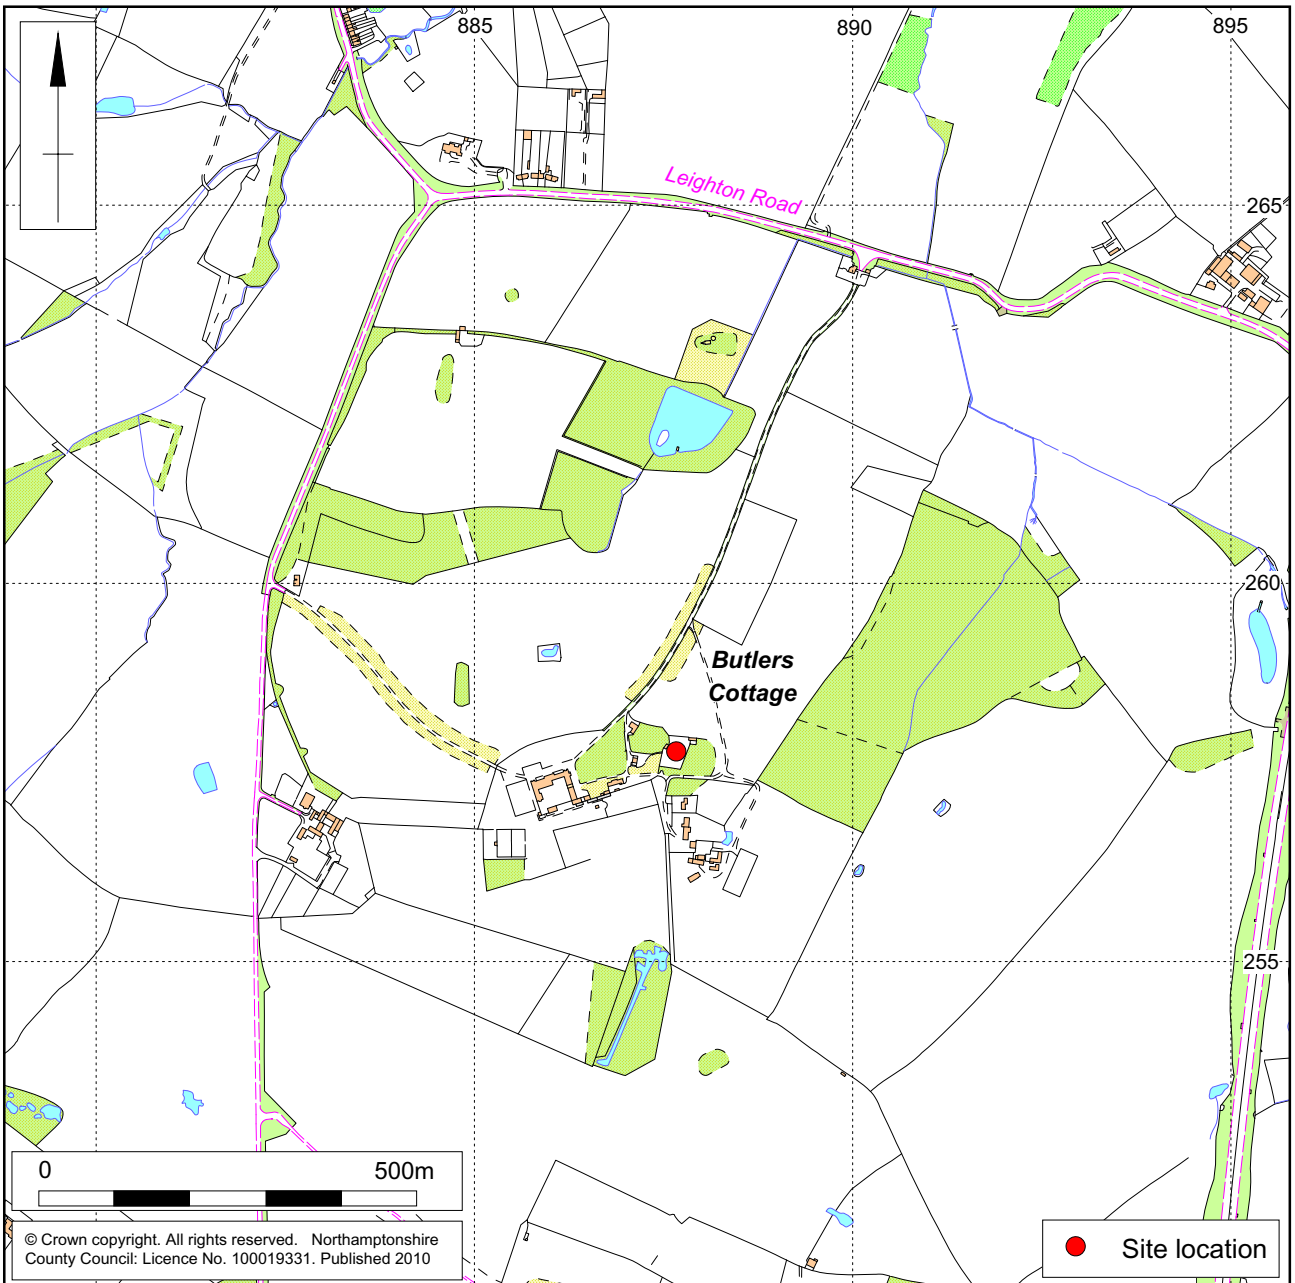 885
890
895
Leighton Road
265
260
Butlers
Cottage
255
0 500m
© Crown copyright. All rights reserved. Northamptonshire
County Council: Licence No. 100019331. Published 2010
Site location